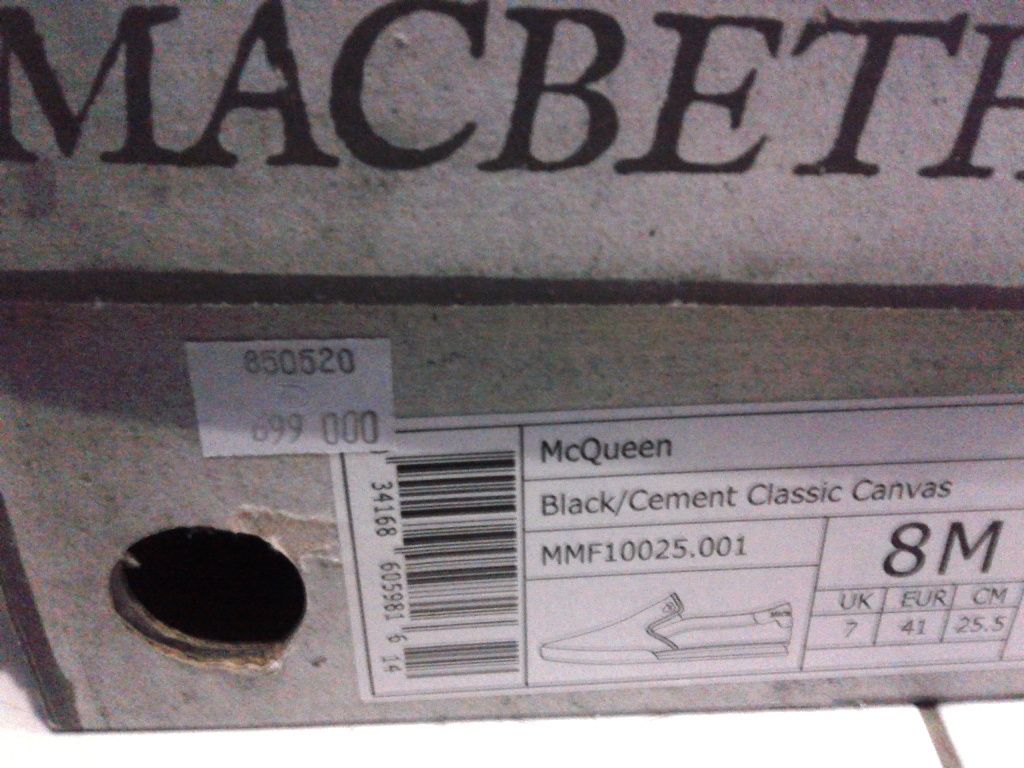 MACBETH
850520
699 000
McQueen
Black/Cement Classic Canvas
MMF10025.001
8M
UK EUR CM
7 41 25.5
34168 605981 6 14